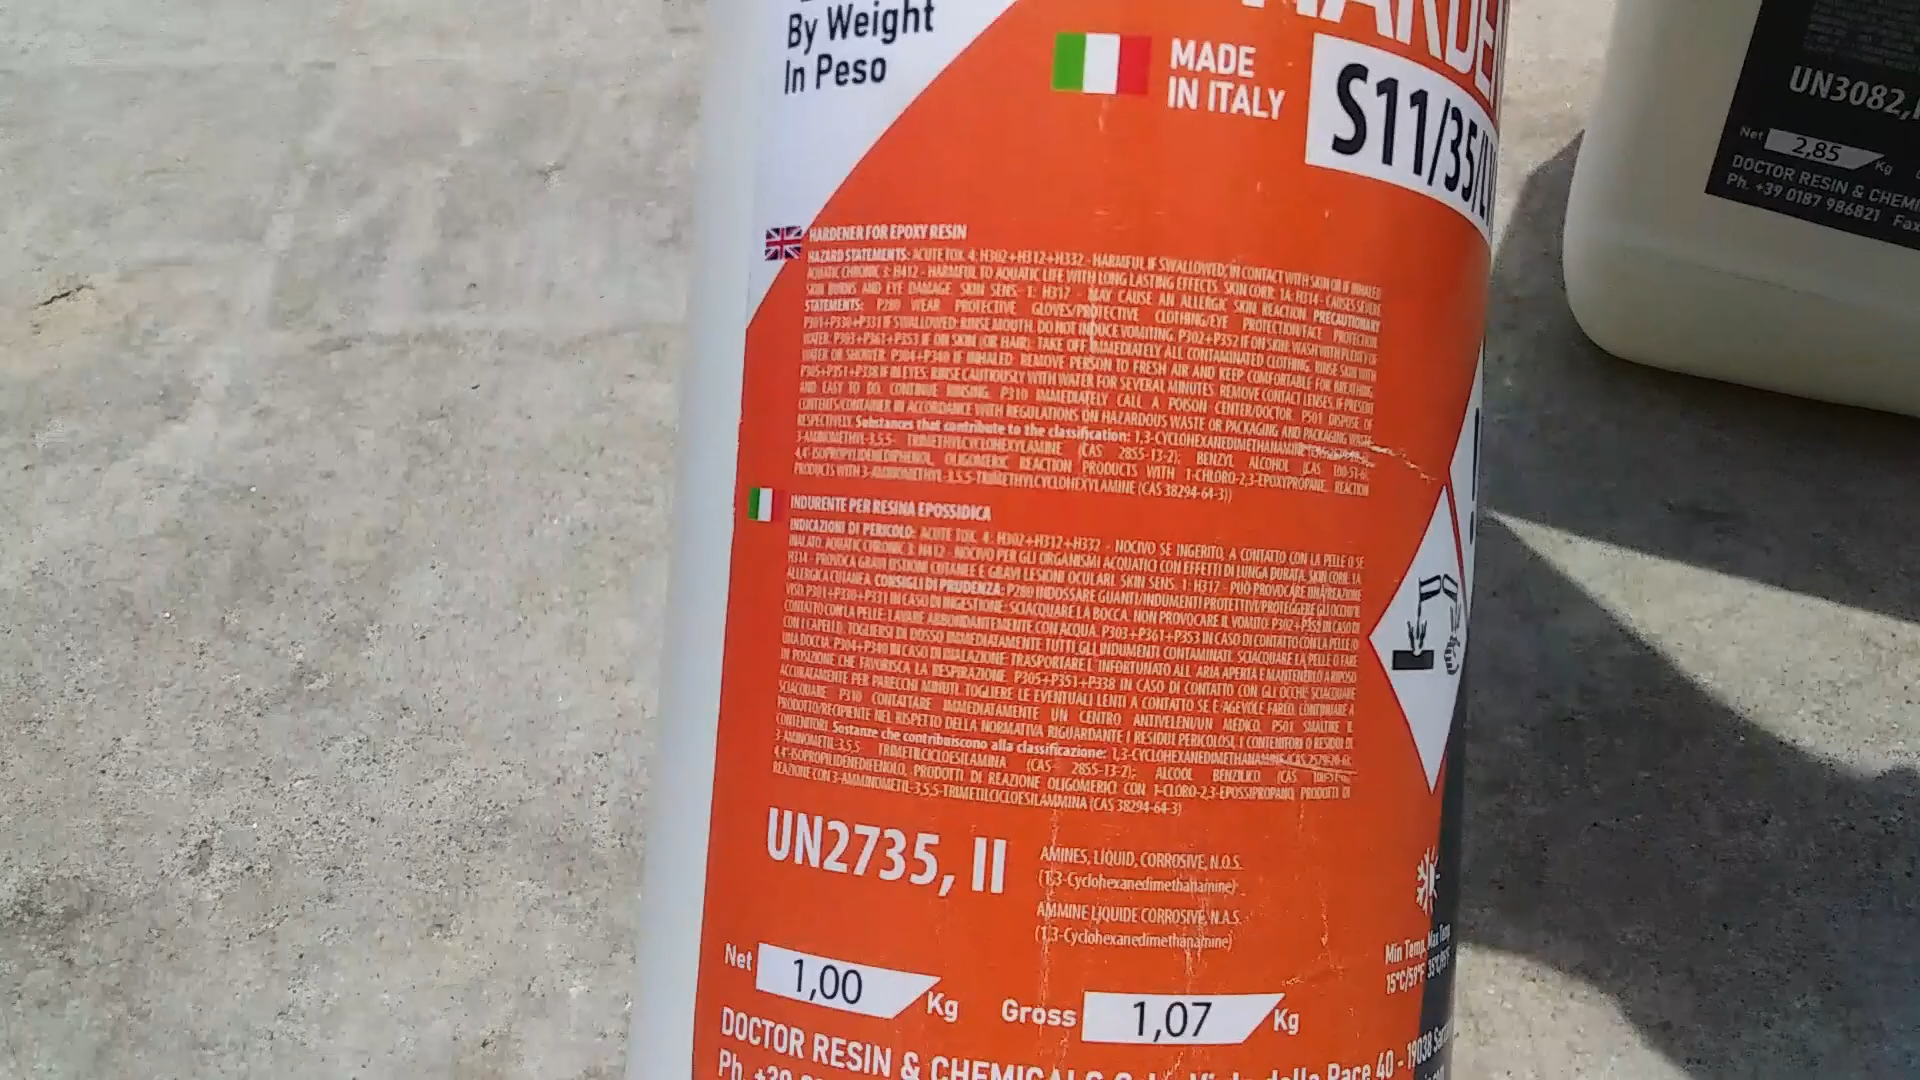 By Weight
In Peso
MADE
IN ITALY
S11/35/LV
UN3082,
Net 2,85 Kg
DOCTOR RESIN & CHEMI
Ph. +39 0187 986821 Fax
HARDENER FOR EPOXY RESIN
HAZARD STATEMENTS: ACUTE TOX. 4: H302+H312+H332 - HARMFUL IF SWALLOWED, IN CONTACT WITH SKIN OR IF INHALED
AQUATIC CHRONIC 3: H412 - HARMFUL TO AQUATIC LIFE WITH LONG LASTING EFFECTS. SKIN CORR. 1A: H314 - CAUSES SEVERE
SKIN BURNS AND EYE DAMAGE. SKIN SENS. 1: H317 - MAY CAUSE AN ALLERGIC SKIN REACTION PRECAUTIONARY
STATEMENTS: P280 WEAR PROTECTIVE GLOVES/PROTECTIVE CLOTHING/EYE PROTECTION/FACE PROTECTION
P301+P330+P331 IF SWALLOWED: RINSE MOUTH. DO NOT INDUCE VOMITING. P302+P352 IF ON SKIN: WASH WITH PLENTY OF
WATER. P303+P361+P353 IF ON SKIN (OR HAIR): TAKE OFF IMMEDIATELY ALL CONTAMINATED CLOTHING. RINSE SKIN WITH
WATER OR SHOWER. P304+P340 IF INHALED: REMOVE PERSON TO FRESH AIR AND KEEP COMFORTABLE FOR BREATHING.
P305+P351+P338 IF IN EYES: RINSE CAUTIOUSLY WITH WATER FOR SEVERAL MINUTES. REMOVE CONTACT LENSES, IF PRESENT
AND EASY TO DO. CONTINUE RINSING. P310 IMMEDIATELY CALL A POISON CENTER/DOCTOR. P501 DISPOSE OF
CONTENTS/CONTAINER IN ACCORDANCE WITH REGULATIONS ON HAZARDOUS WASTE OR PACKAGING AND PACKAGING WASTE
RESPECTIVELY. Substances that contribute to the classification: 1,3-CYCLOHEXANEDIMETHANAMINE
3-AMINOMETHYL-3,5,5- TRIMETHYLCYCLOHEXYLAMINE (CAS 2855-13-2); BENZYL ALCOHOL (CAS 100-51-6);
4,4'-ISOPROPYLIDENEDIPHENOL, OLIGOMERIC REACTION PRODUCTS WITH 1-CHLORO-2,3-EPOXYPROPANE, REACTION
PRODUCTS WITH 3-AMINOMETHYL-3,5,5-TRIMETHYLCYCLOHEXYLAMINE (CAS 38294-64-3))
INDURENTE PER RESINA EPOSSIDICA
INDICAZIONI DI PERICOLO: ACUTE TOX. 4: H302+H312+H332 - NOCIVO SE INGERITO, A CONTATTO CON LA PELLE O SE
INALATO. AQUATIC CHRONIC 3: H412 - NOCIVO PER GLI ORGANISMI ACQUATICI CON EFFETTI DI LUNGA DURATA. SKIN CORR. 1A
H314 - PROVOCA GRAVI USTIONI CUTANEE E GRAVI LESIONI OCULARI. SKIN SENS. 1: H317 - PUÒ PROVOCARE UNA REAZIONE
ALLERGICA CUTANEA. CONSIGLI DI PRUDENZA: P280 INDOSSARE GUANTI/INDUMENTI PROTETTIVI/PROTEGGERE GLI OCCHI/IL
VISO. P301+P330+P331 IN CASO DI INGESTIONE: SCIACQUARE LA BOCCA. NON PROVOCARE IL VOMITO. P302+P352 IN CASO DI
CONTATTO CON LA PELLE: LAVARE ABBONDANTEMENTE CON ACQUA. P303+P361+P353 IN CASO DI CONTATTO CON LA PELLE (O
CON I CAPELLI): TOGLIERSI DI DOSSO IMMEDIATAMENTE TUTTI GLI INDUMENTI CONTAMINATI. SCIACQUARE LA PELLE O FARE
UNA DOCCIA. P304+P340 IN CASO DI INALAZIONE: TRASPORTARE L'INFORTUNATO ALL'ARIA APERTA E MANTENERLO A RIPOSO
IN POSIZIONE CHE FAVORISCA LA RESPIRAZIONE. P305+P351+P338 IN CASO DI CONTATTO CON GLI OCCHI: SCIACQUARE
ACCURATAMENTE PER PARECCHI MINUTI. TOGLIERE LE EVENTUALI LENTI A CONTATTO SE È AGEVOLE FARLO. CONTINUARE A
SCIACQUARE. P310 CONTATTARE IMMEDIATAMENTE UN CENTRO ANTIVELENI/UN MEDICO. P501 SMALTIRE IL
PRODOTTO/RECIPIENTE NEL RISPETTO DELLA NORMATIVA RIGUARDANTE I RESIDUI PERICOLOSI, I CONTENITORI O RESIDUI DI
CONTENITORI. Sostanze che contribuiscono alla classificazione: 1,3-CYCLOHEXANEDIMETHANAMINE
3-AMINOMETIL-3,5,5 TRIMETILCICLOESILAMINA (CAS 2855-13-2); ALCOOL BENZILICO (CAS
4,4'-ISOPROPILIDENEDIFENOLO, PRODOTTI DI REAZIONE OLIGOMERICI CON 1-CLORO-2,3-EPOSSIPROPANO, PRODOTTI DI
REAZIONE CON 3-AMMINOMETIL-3,5,5-TRIMETILCICLOESILAMMINA (CAS 38294-64-3)
UN2735, II
AMINES, LIQUID, CORROSIVE, N.O.S.
(1,3-Cyclohexanedimethanamine)
AMMINE LIQUIDE CORROSIVE, N.A.S.
(1,3-Cyclohexanedimethanamine)
Min Temp, Max Temp
15°C/59°F 35°C/95°F
Net 1,00 Kg Gross 1,07 Kg
DOCTOR RESIN & CHEMICALS Pace 40 - 19038
Ph. +39